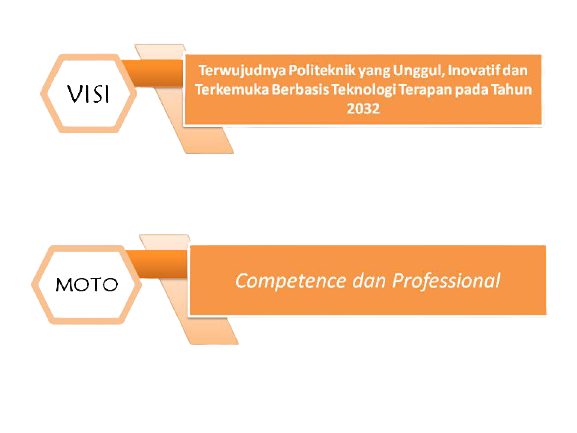 VISI
Terwujudnya Politeknik yang Unggul, Inovatif dan
Terkemuka Berbasis Teknologi Terapan pada Tahun
2032
MOTO
Competence dan Professional